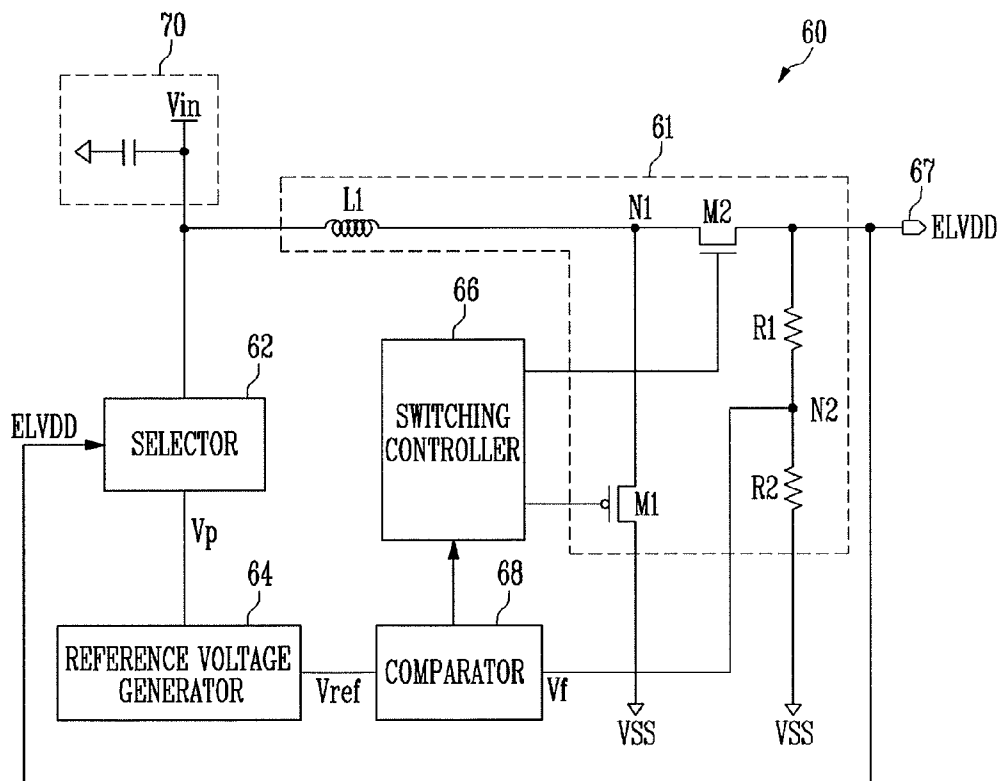 70
60
Vin
61
67
L1
N1
M2
ELVDD
66
R1
62
ELVDD
SELECTOR
SWITCHING
CONTROLLER
N2
R2
M1
Vp
64
68
REFERENCE VOLTAGE
GENERATOR
Vref
COMPARATOR
Vf
VSS
VSS